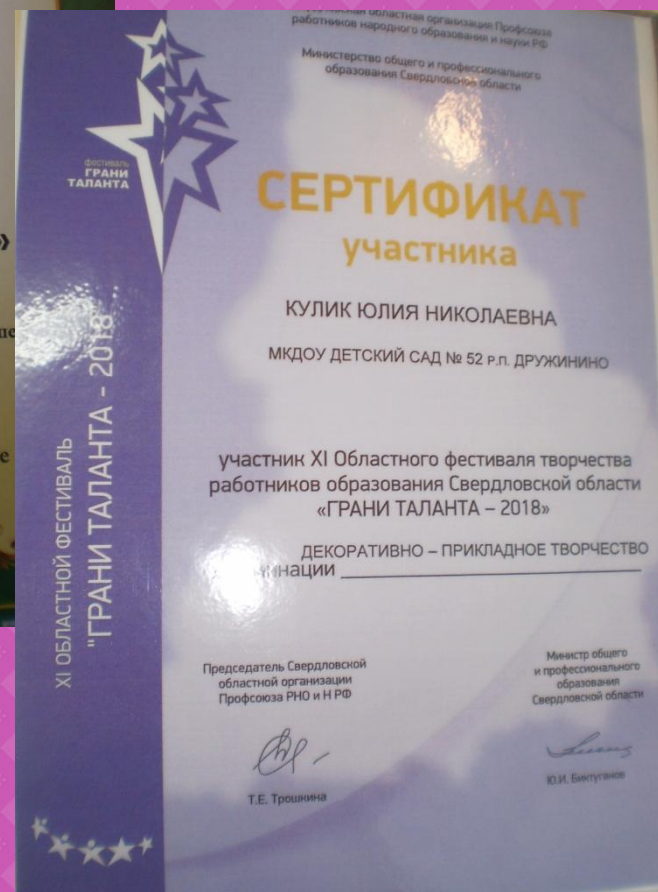 областная организация Профсоюза
работников народного образования и науки РФ
Министерство общего и профессионального
образования Свердловской области
фестиваль
ГРАНИ
ТАЛАНТА
СЕРТИФИКАТ
участника
КУЛИК ЮЛИЯ НИКОЛАЕВНА
МКДОУ ДЕТСКИЙ САД № 52 р.п. ДРУЖИНИНО
участник XI Областного фестиваля творчества
работников образования Свердловской области
«ГРАНИ ТАЛАНТА – 2018»
ДЕКОРАТИВНО – ПРИКЛАДНОЕ ТВОРЧЕСТВО
XI ОБЛАСТНОЙ ФЕСТИВАЛЬ
"ГРАНИ ТАЛАНТА - 2018
Председатель Свердловской
областной организации
Профсоюза РНО и Н РФ
Т.Е. Трошкина
Министр общего
и профессионального
образования
Свердловской области
Ю.И. Биктуганов